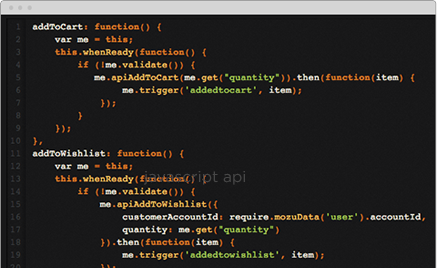 1 addToCart: function() {
2 var me = this;
3 this.whenReady(function() {
4 if (!me.validate()) {
5 me.apiAddToCart(me.get("quantity")).then(function(item) {
6 me.trigger('addedtocart', item);
7 });
8 }
9 });
10 },
11 addToWishlist: function() {
12 var me = this;
13 this.whenReady(function() {
javascript api
14 if (!me.validate()) {
15 me.apiAddToWishlist({
16 customerAccountId: require.mozuData('user').accountId,
17 quantity: me.get("quantity")
18 }).then(function(item) {
19 me.trigger('addedtowishlist', item);